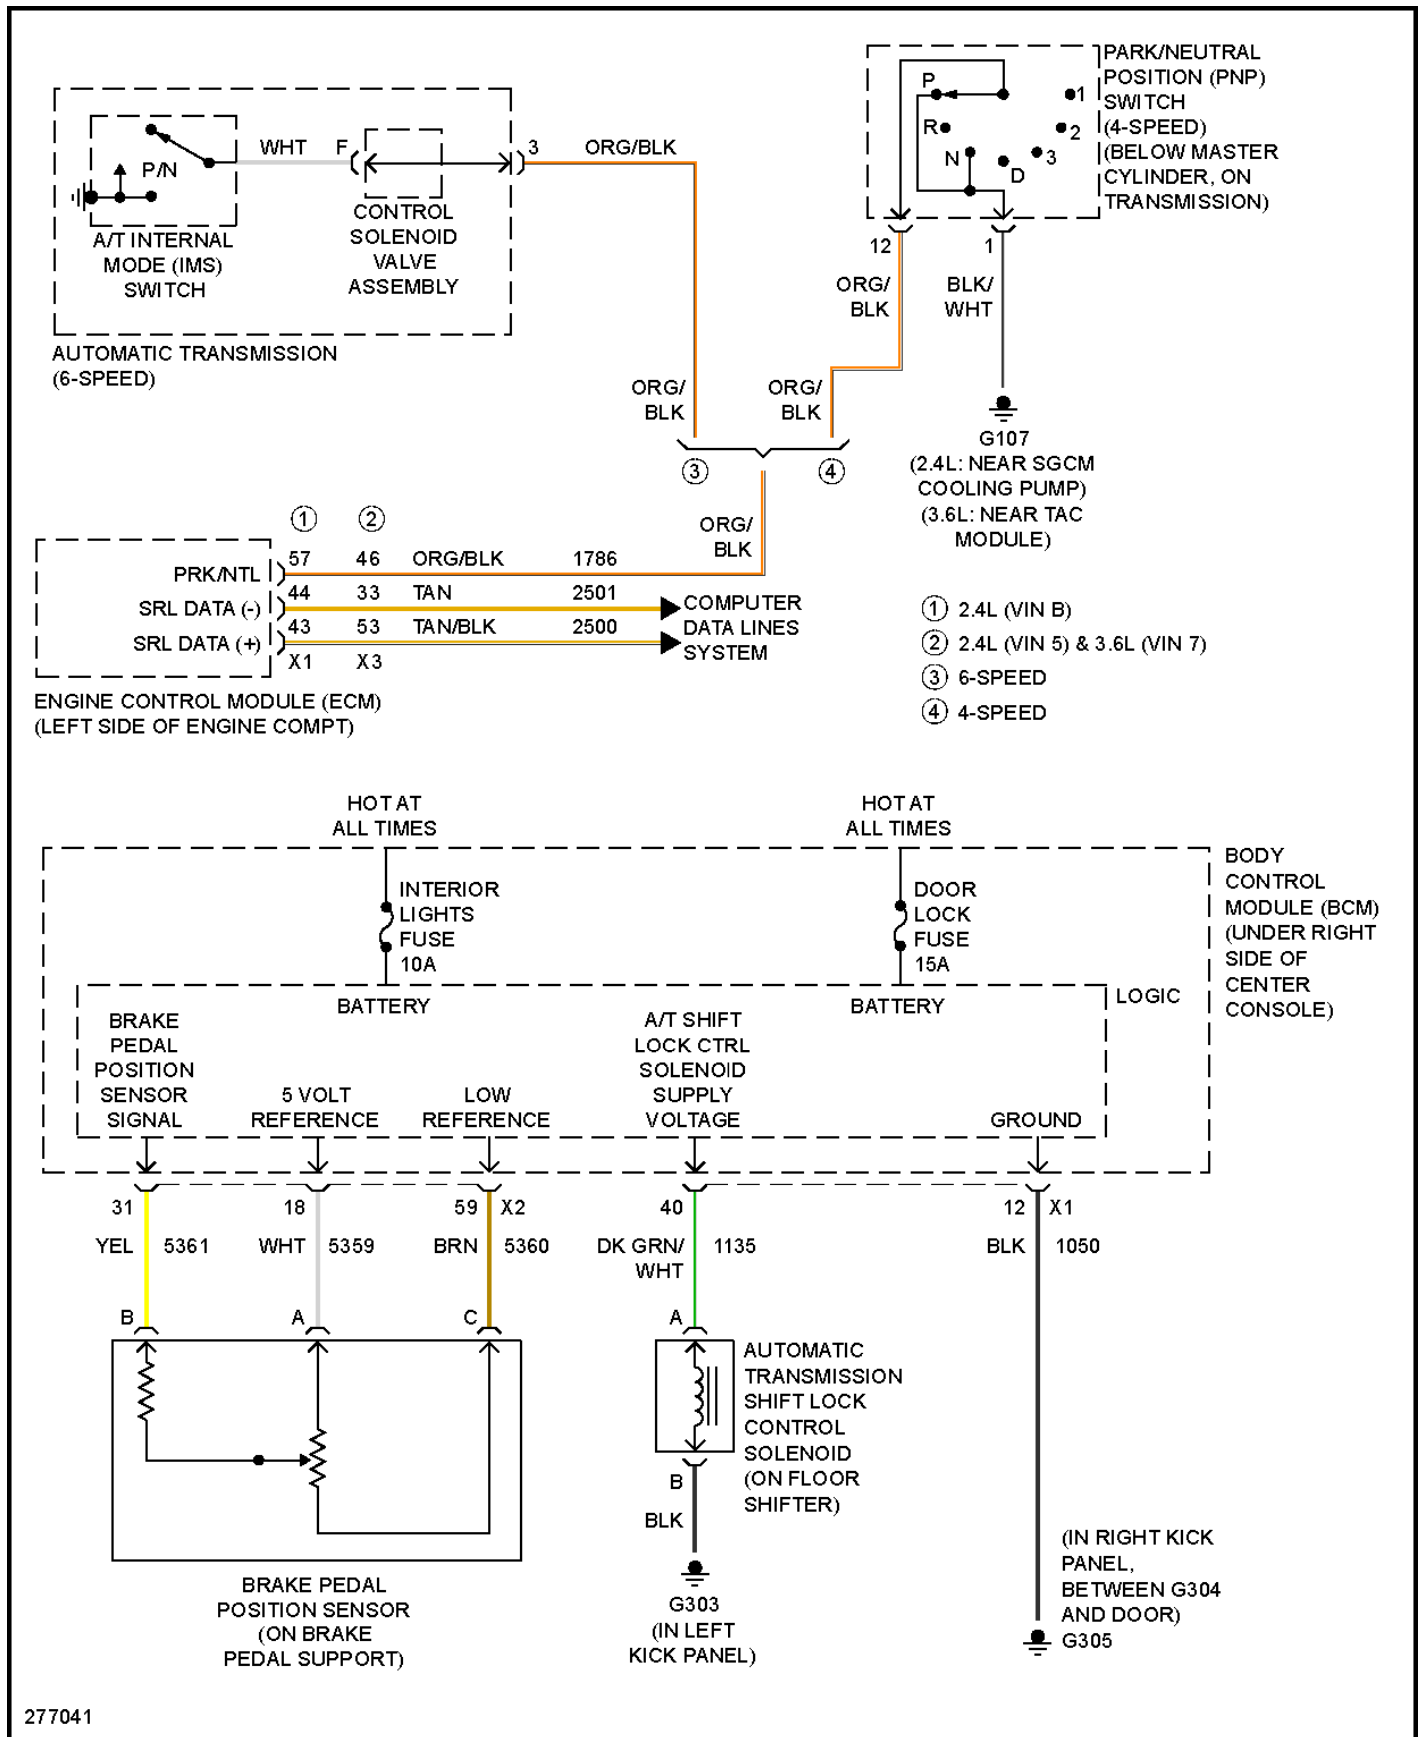 PARK/NEUTRAL
POSITION (PNP)
SWITCH
(4-SPEED)
(BELOW MASTER
CYLINDER, ON
TRANSMISSION)
P
R
N
D
1
2
3
12
1
ORG/
BLK
BLK/
WHT
P/N
WHT
F
3
ORG/BLK
A/T INTERNAL
MODE (IMS)
SWITCH
CONTROL
SOLENOID
VALVE
ASSEMBLY
AUTOMATIC TRANSMISSION
(6-SPEED)
ORG/
BLK
ORG/
BLK
3
4
G107
(2.4L: NEAR SGCM
COOLING PUMP)
(3.6L: NEAR TAC
MODULE)
ORG/
BLK
1
2
PRK/NTL 57 46 ORG/BLK 1786
SRL DATA (-) 44 33 TAN 2501
SRL DATA (+) 43 53 TAN/BLK 2500
X1 X3
COMPUTER
DATA LINES
SYSTEM
ENGINE CONTROL MODULE (ECM)
(LEFT SIDE OF ENGINE COMPT)
1 2.4L (VIN B)
2 2.4L (VIN 5) & 3.6L (VIN 7)
3 6-SPEED
4 4-SPEED
HOT AT
ALL TIMES
HOT AT
ALL TIMES
BODY
CONTROL
MODULE (BCM)
(UNDER RIGHT
SIDE OF
CENTER
CONSOLE)
INTERIOR
LIGHTS
FUSE
10A
DOOR
LOCK
FUSE
15A
BATTERY
BATTERY
LOGIC
BRAKE
PEDAL
POSITION
SENSOR
SIGNAL
5 VOLT
REFERENCE
LOW
REFERENCE
A/T SHIFT
LOCK CTRL
SOLENOID
SUPPLY
VOLTAGE
GROUND
31 18 59 X2 40 12 X1
YEL 5361 WHT 5359 BRN 5360
DK GRN/
WHT
1135
BLK 1050
B A C A
AUTOMATIC
TRANSMISSION
SHIFT LOCK
CONTROL
SOLENOID
(ON FLOOR
SHIFTER)
B
BLK
G303
(IN LEFT
KICK PANEL)
(IN RIGHT KICK
PANEL,
BETWEEN G304
AND DOOR)
G305
BRAKE PEDAL
POSITION SENSOR
(ON BRAKE
PEDAL SUPPORT)
277041